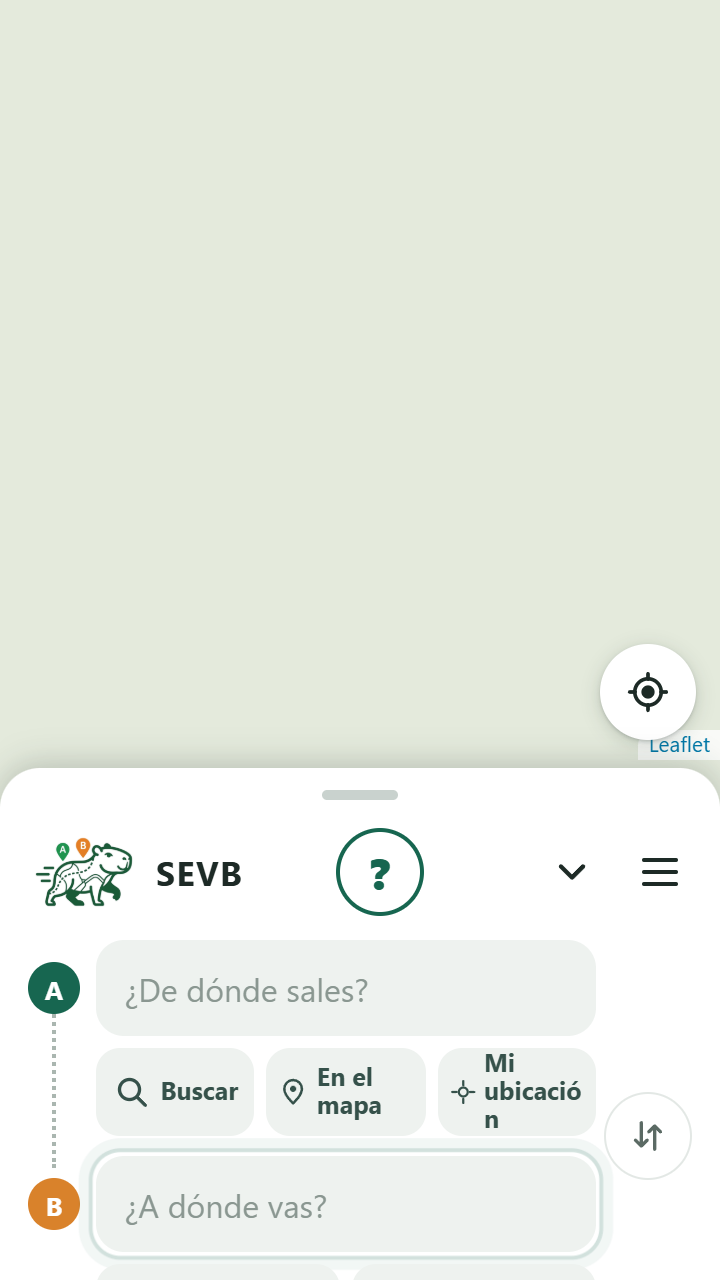 Leaflet
A B
SEVB
?
A
¿De dónde sales?
Buscar
En el
mapa
Mi
ubicació
n
B
¿A dónde vas?